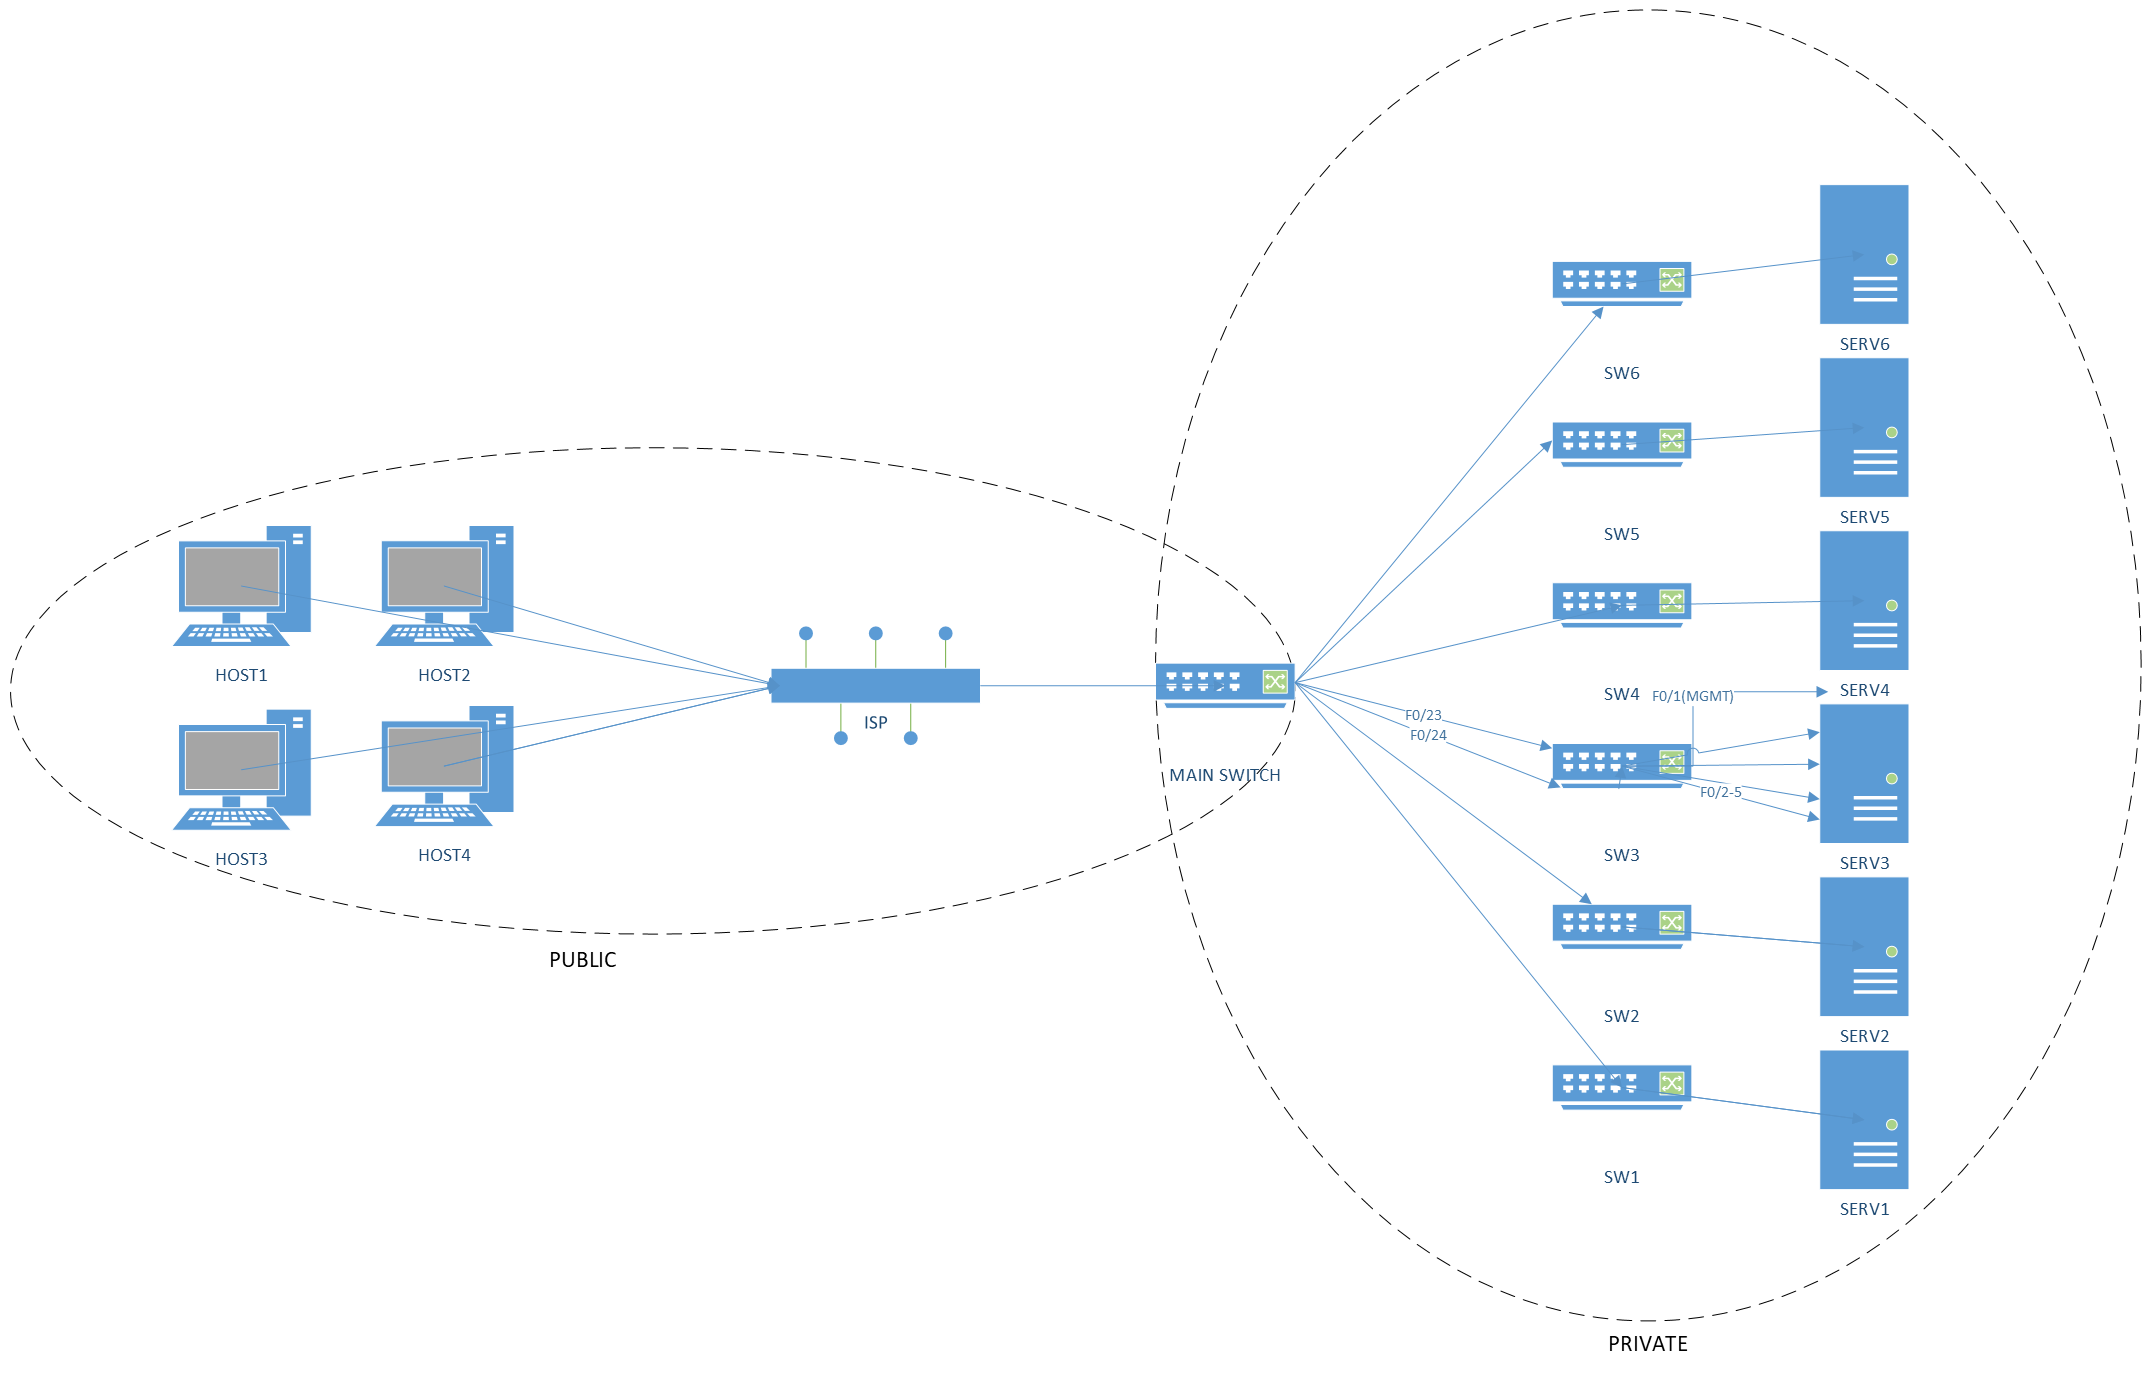 SERV6
SW6
SERV5
SW5
HOST1
HOST2
SERV4
SW4
F0/1(MGMT)
F0/23
ISP
F0/24
MAIN SWITCH
F0/2-5
HOST3
HOST4
SW3
SERV3
PUBLIC
SW2
SERV2
SW1
SERV1
PRIVATE